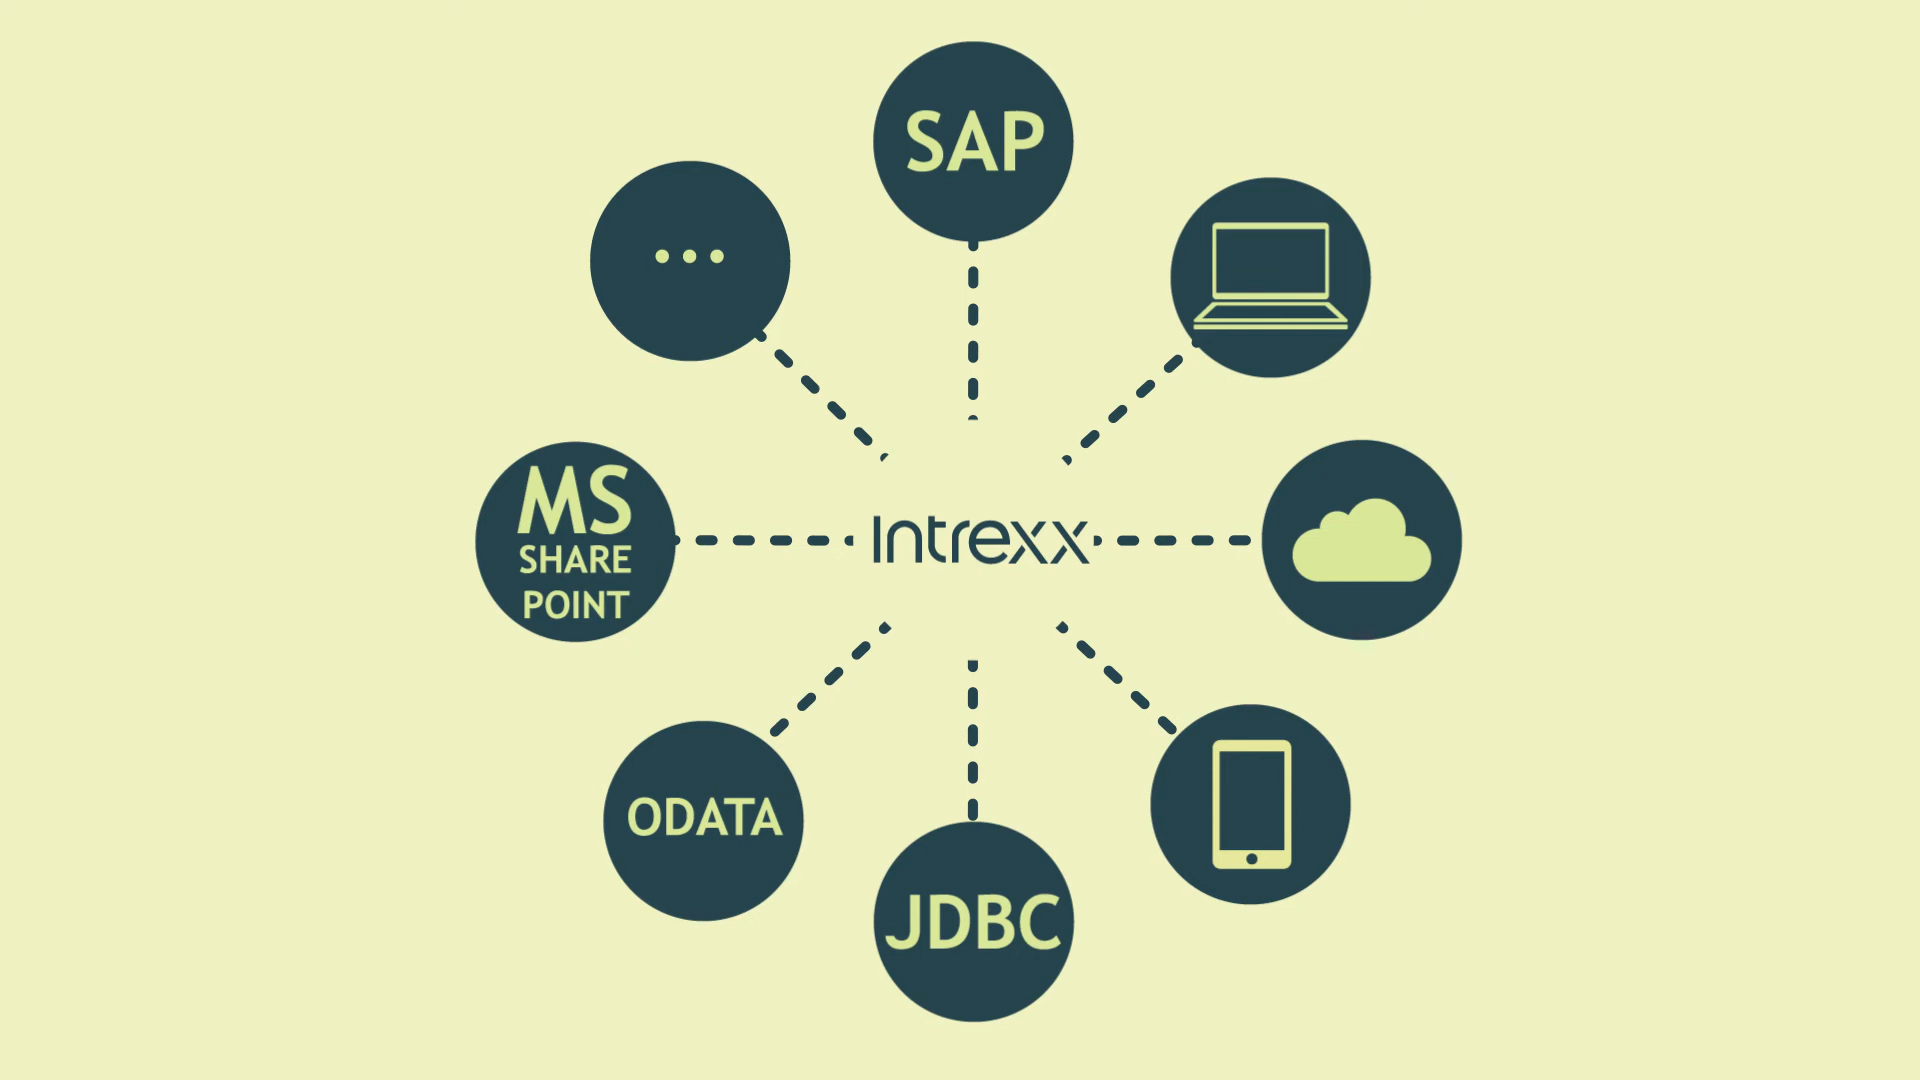 SAP
...
MS
SHARE
POINT
Intrexx
ODATA
JDBC